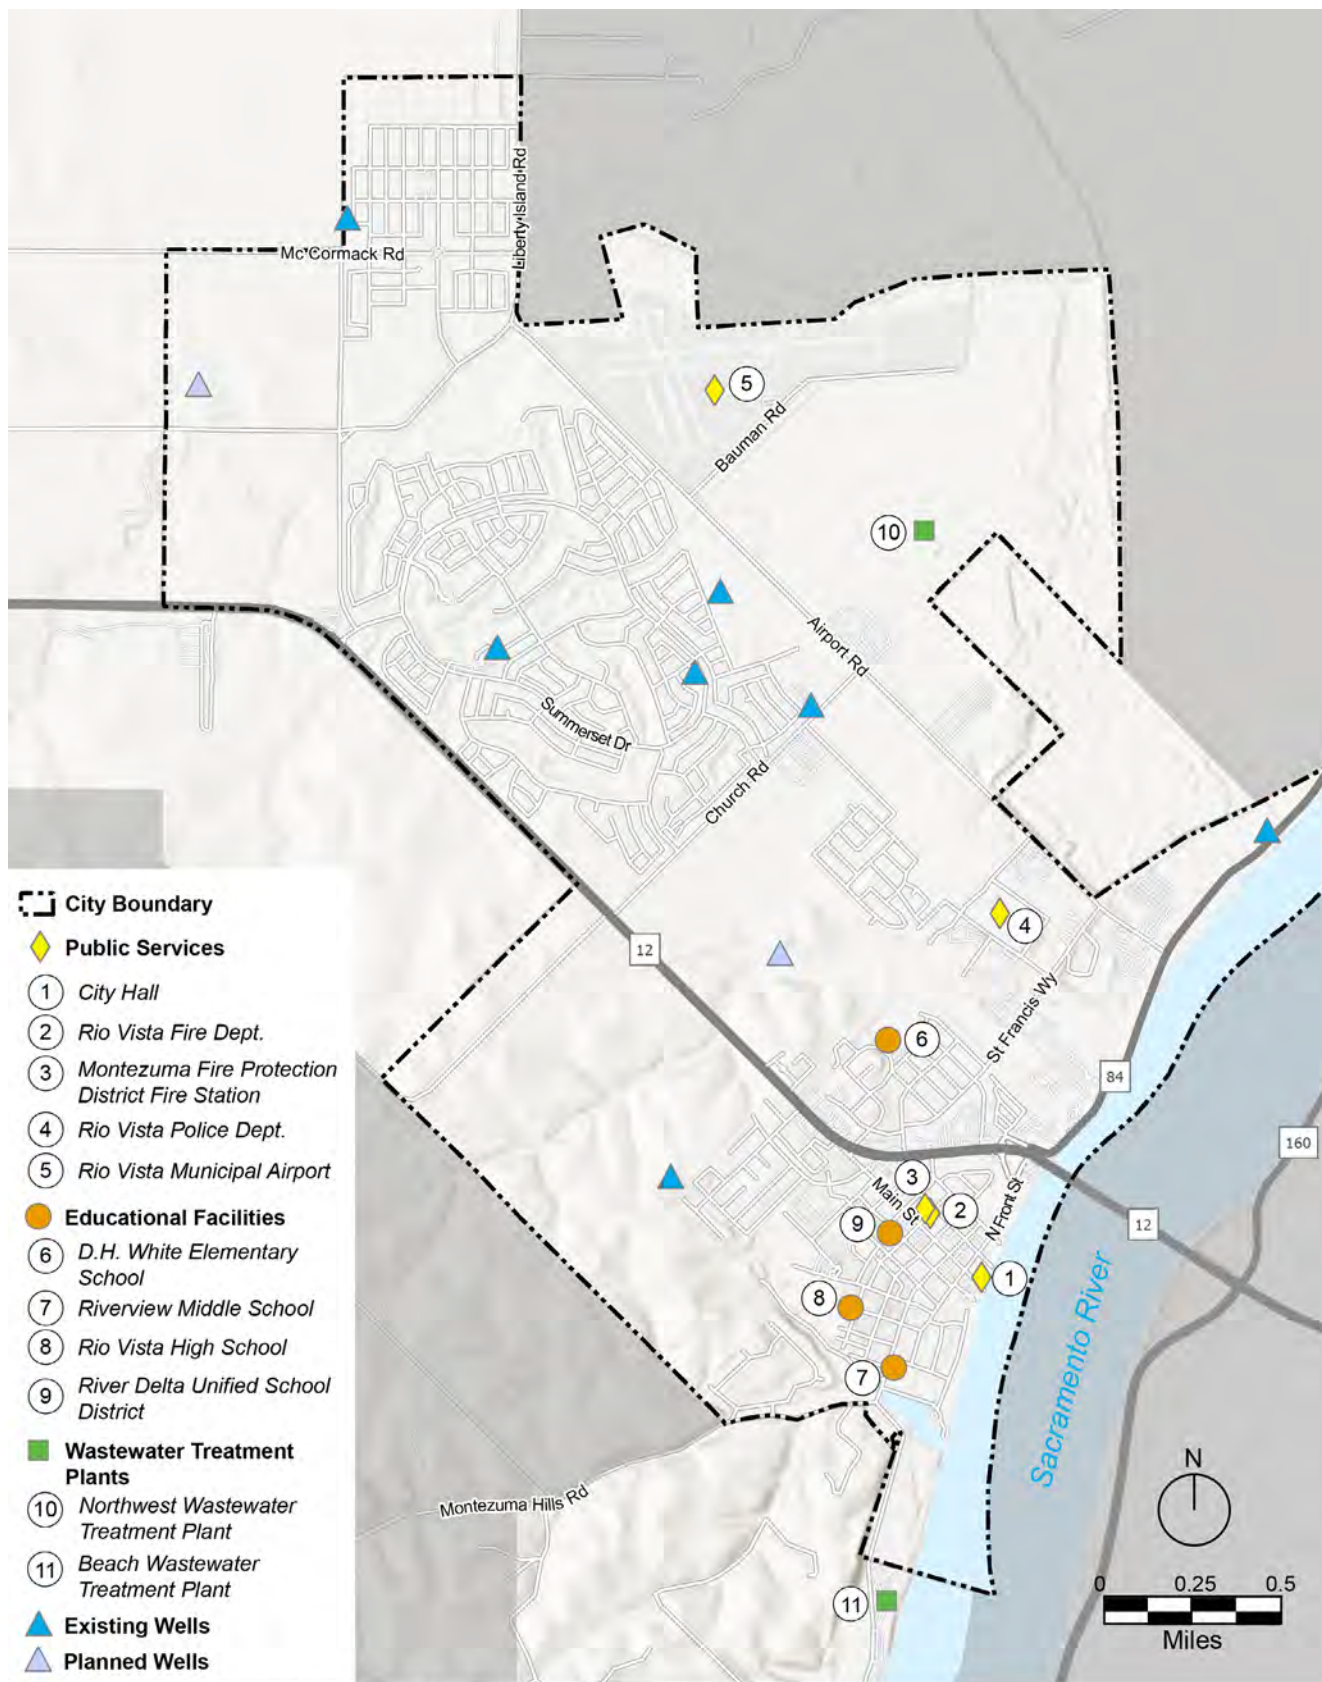 Liberty Island Rd
Mc Cormack Rd
5
Bauman Rd
10
Airport Rd
Summerset Dr
Church Rd
4
12
St Francis Wy
6
84
160
3
Main St
2
N Front St
9
12
1
8
7
Sacramento River
Montezuma Hills Rd
11
N
0 0.25 0.5
Miles
City Boundary
Public Services
1 City Hall
2 Rio Vista Fire Dept.
3 Montezuma Fire Protection
District Fire Station
4 Rio Vista Police Dept.
5 Rio Vista Municipal Airport
Educational Facilities
6 D.H. White Elementary
School
7 Riverview Middle School
8 Rio Vista High School
9 River Delta Unified School
District
Wastewater Treatment
Plants
10 Northwest Wastewater
Treatment Plant
11 Beach Wastewater
Treatment Plant
Existing Wells
Planned Wells